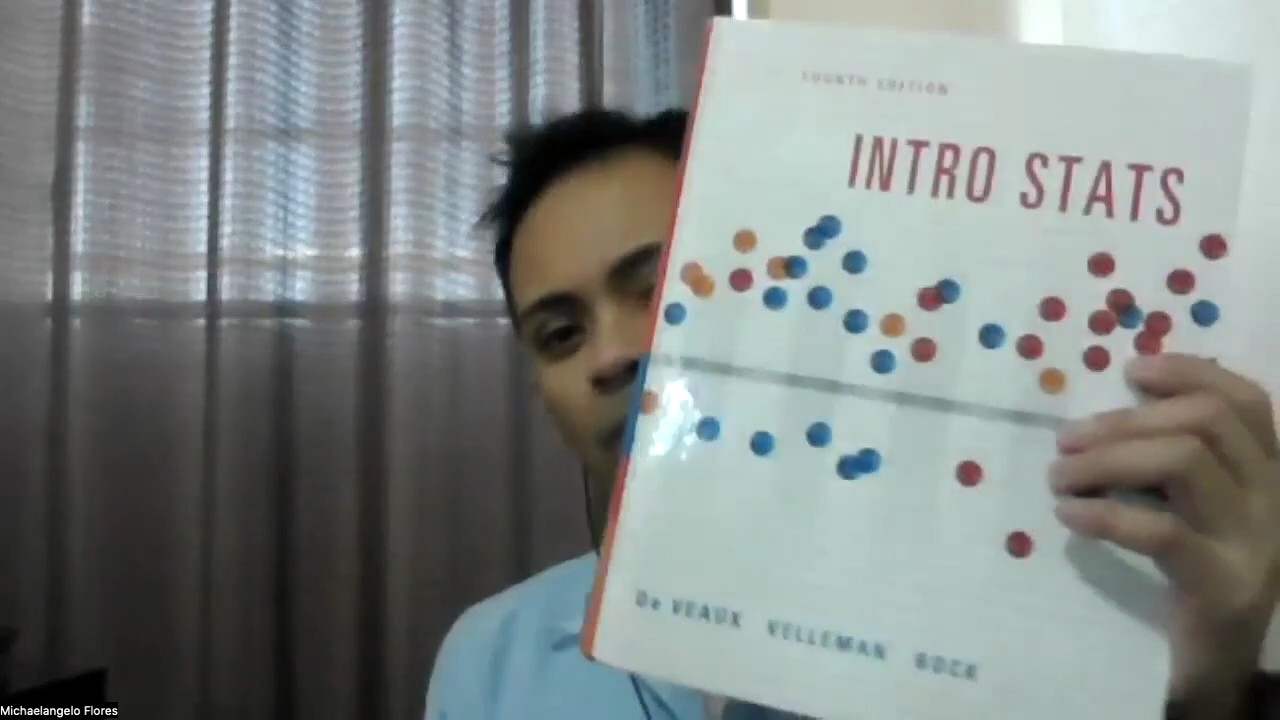 FOURTH EDITION
INTRO STATS
De VEAUX VELLEMAN BOCK
Michaelangelo Flores